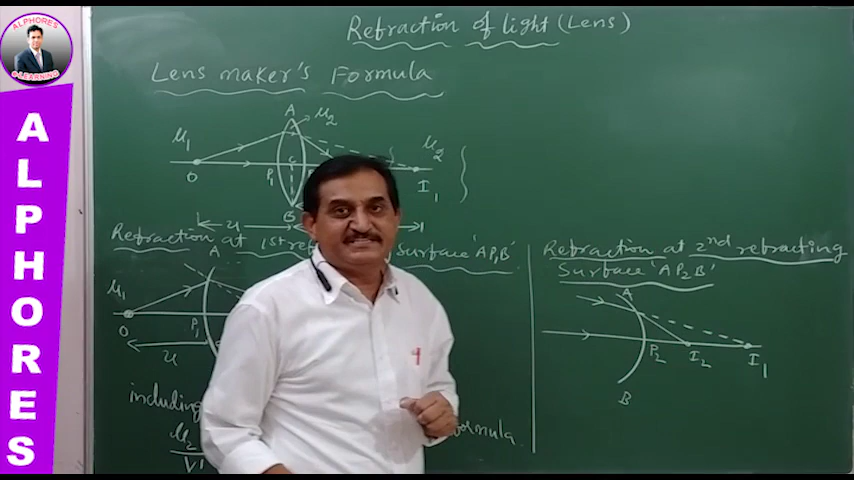 ALPHORES
e-LEARNING
ALPHORES
Refraction of light (Lens)
Lens maker's Formula
A
μ2
μ1
μ2
O
P1
C
I1
B
u
Refraction at 1st Surface 'AP1B'
A
μ1
O
P1
u
including
formula
μ2
V1
Refraction at 2nd refracting
Surface 'AP2B'
A
P2
I2
I1
B